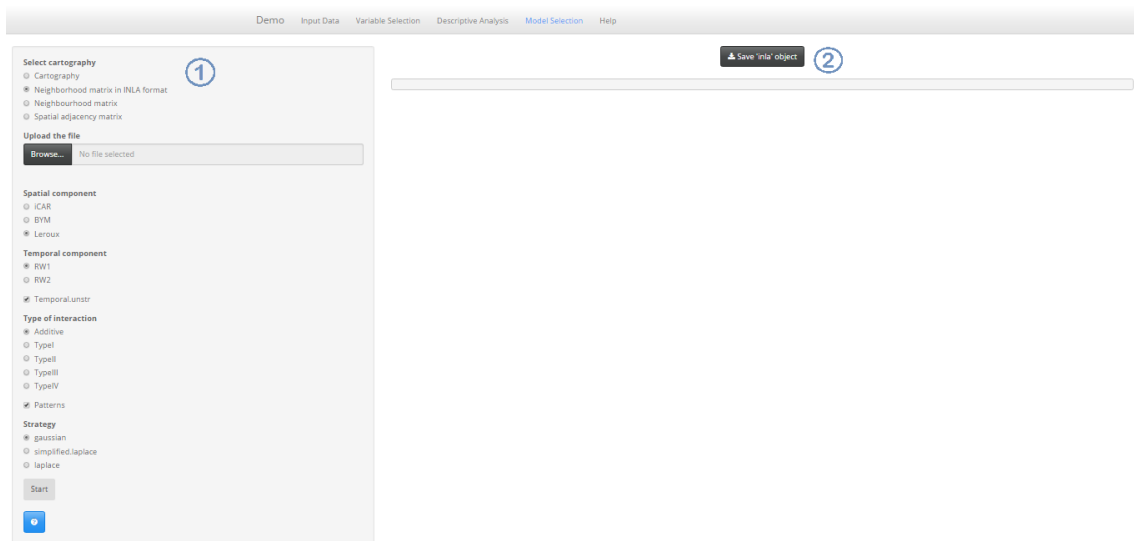 Demo Input Data Variable Selection Descriptive Analysis Model Selection Help
Select cartography
Cartography
Neighborhood matrix in INLA format
Neighbourhood matrix
Spatial adjacency matrix
1
Upload the file
Browse... No file selected
Spatial component
iCAR
BYM
Leroux
Temporal component
RW1
RW2
Temporal.unstr
Type of interaction
Additive
TypeI
TypeII
TypeIII
TypeIV
Patterns
Strategy
gaussian
simplified.laplace
laplace
Start
?
Save 'inla' object
2